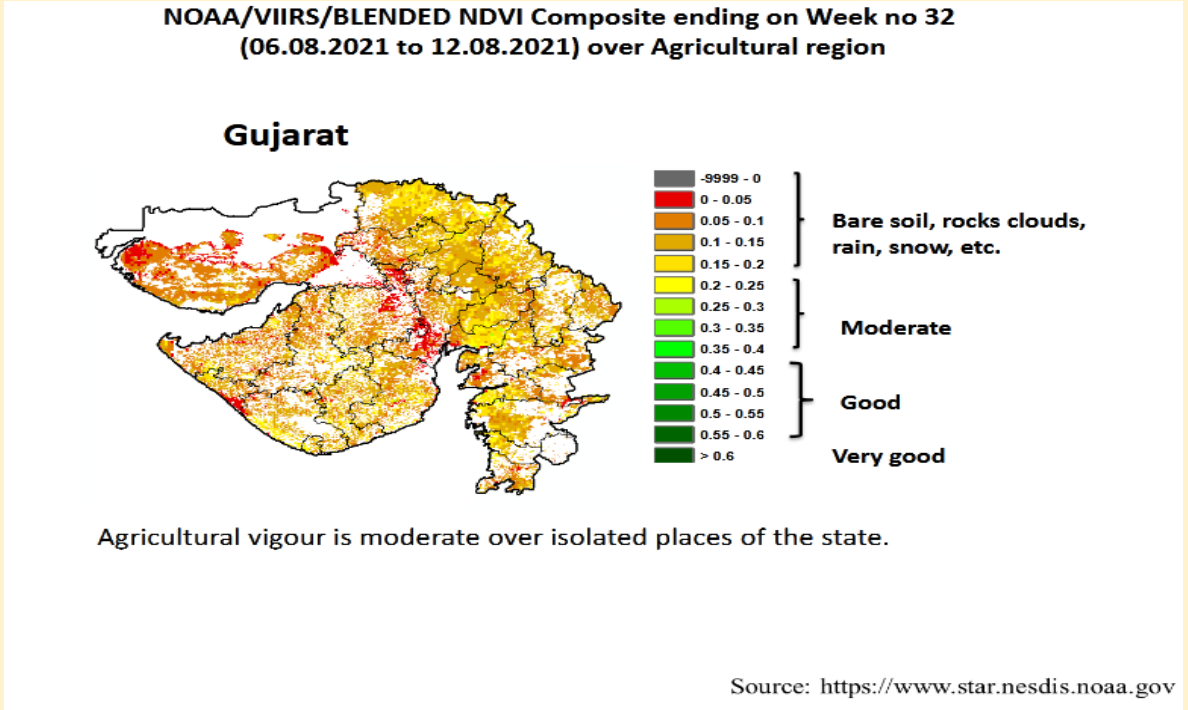 NOAA/VIIRS/BLENDED NDVI Composite ending on Week no 32
(06.08.2021 to 12.08.2021) over Agricultural region
Gujarat
-9999 - 0
0 - 0.05
0.05 - 0.1
0.1 - 0.15
0.15 - 0.2
0.2 - 0.25
0.25 - 0.3
0.3 - 0.35
0.35 - 0.4
0.4 - 0.45
0.45 - 0.5
0.5 - 0.55
0.55 - 0.6
> 0.6
Bare soil, rocks clouds,
rain, snow, etc.
Moderate
Good
Very good
Agricultural vigour is moderate over isolated places of the state.
Source: https://www.star.nesdis.noaa.gov